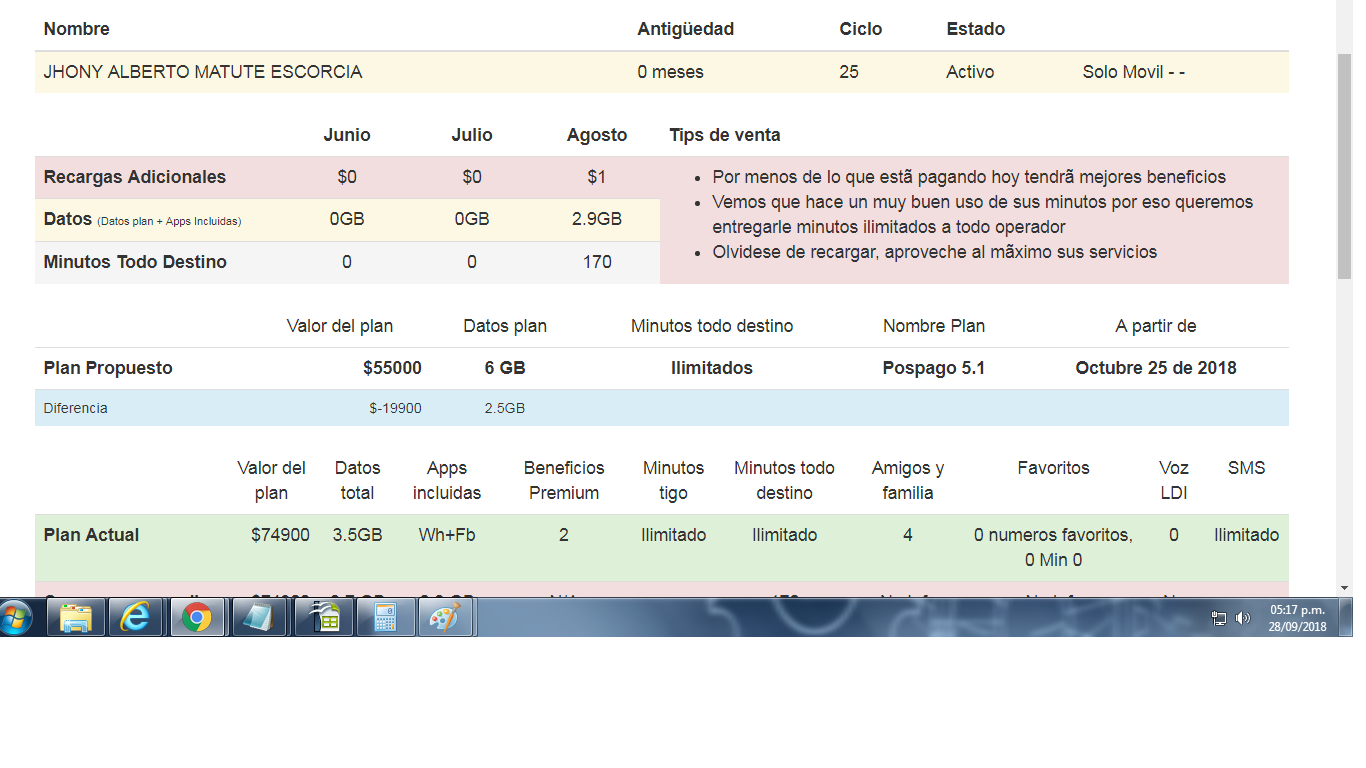 Nombre Antigüedad Ciclo Estado
JHONY ALBERTO MATUTE ESCORCIA 0 meses 25 Activo Solo Movil - -
Junio Julio Agosto Tips de venta
Recargas Adicionales $0 $0 $1
Datos (Datos plan + Apps Incluidas) 0GB 0GB 2.9GB
Minutos Todo Destino 0 0 170
• Por menos de lo que estã pagando hoy tendrã mejores beneficios
• Vemos que hace un muy buen uso de sus minutos por eso queremos
entregarle minutos ilimitados a todo operador
• Olvidese de recargar, aproveche al mãximo sus servicios
Valor del plan Datos plan Minutos todo destino Nombre Plan A partir de
Plan Propuesto $55000 6 GB Ilimitados Pospago 5.1 Octubre 25 de 2018
Diferencia $-19900 2.5GB
Valor del Datos Apps Beneficios Minutos Minutos todo Amigos y Favoritos Voz SMS
plan total incluidas Premium tigo destino familia LDI
Plan Actual $74900 3.5GB Wh+Fb 2 Ilimitado Ilimitado 4 0 numeros favoritos, 0 Ilimitado
0 Min 0
05:17 p.m.
28/09/2018